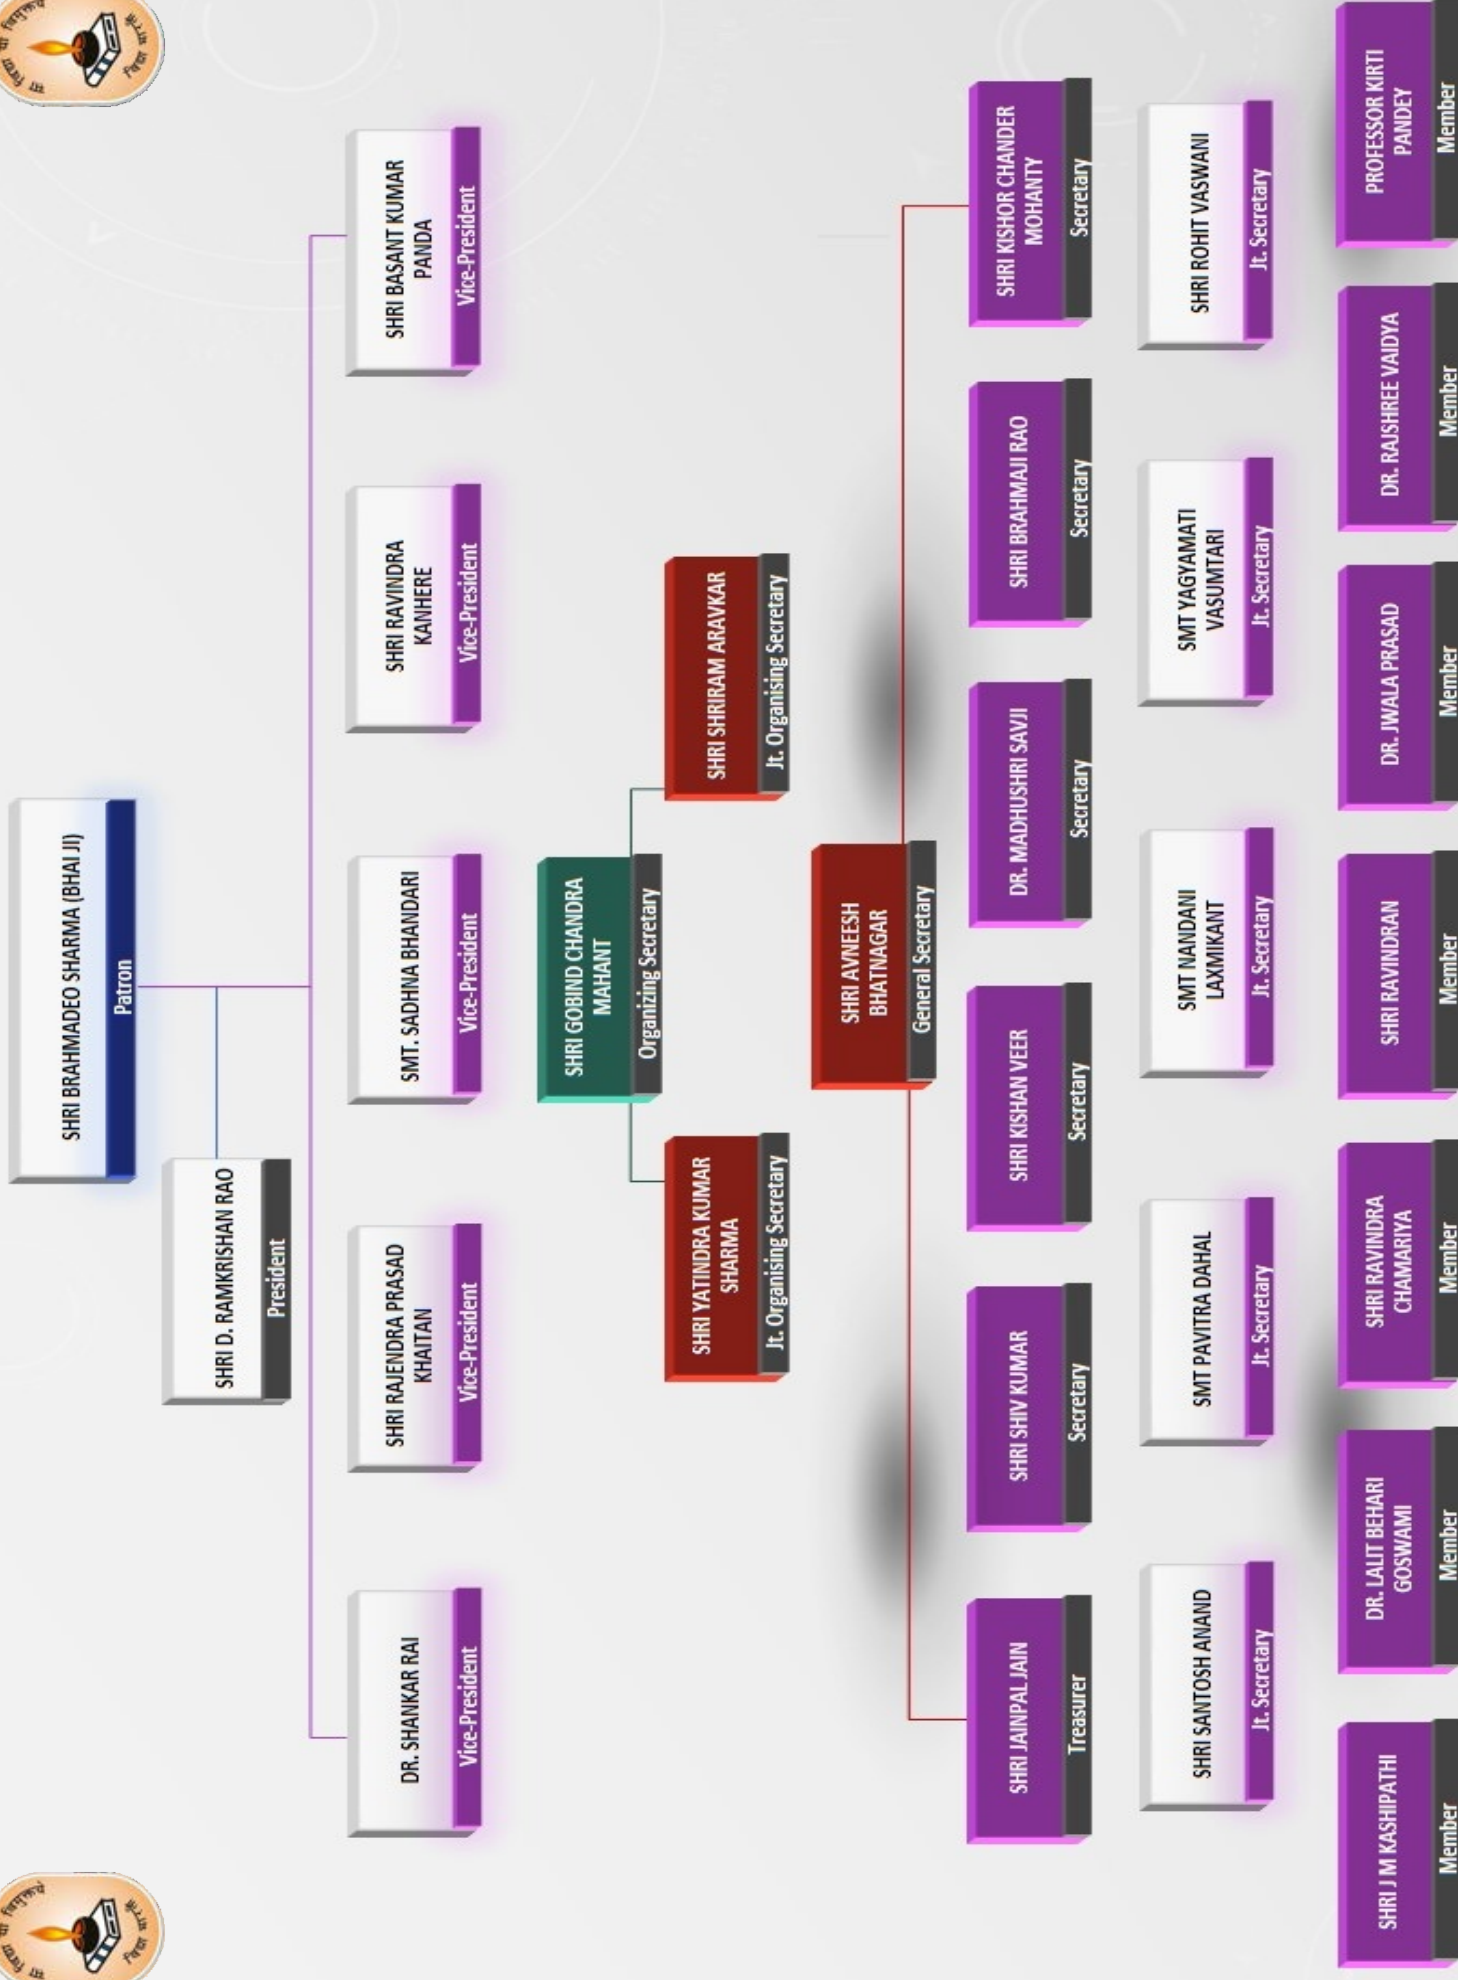 सा विद्या या विमुक्तये
विद्या भारती
सा विद्या या विमुक्तये
विद्या भारती
SHRI BRAHMADEO SHARMA (BHAI JI)
Patron
SHRI D. RAMKRISHAN RAO
President
DR. SHANKAR RAI
Vice-President
SHRI RAJENDRA PRASAD
KHAITAN
Vice-President
SMT. SADHNA BHANDARI
Vice-President
SHRI RAVINDRA
KANHERE
Vice-President
SHRI BASANT KUMAR
PANDA
Vice-President
SHRI GOBIND CHANDRA
MAHANT
Organizing Secretary
SHRI YATINDRA KUMAR
SHARMA
Jt. Organising Secretary
SHRI SHRIRAM ARAVKAR
Jt. Organising Secretary
SHRI AVNEESH
BHATNAGAR
General Secretary
SHRI JAINPAL JAIN
Treasurer
SHRI SHIV KUMAR
Secretary
SHRI KISHAN VEER
Secretary
DR. MADHUSHRI SAVJI
Secretary
SHRI BRAHMAJI RAO
Secretary
SHRI KISHOR CHANDER
MOHANTY
Secretary
SHRI SANTOSH ANAND
Jt. Secretary
SMT PAVITRA DAHAL
Jt. Secretary
SMT NANDANI
LAXMIKANT
Jt. Secretary
SMT YAGYAMATI
VASUMTARI
Jt. Secretary
SHRI ROHIT VASWANI
Jt. Secretary
SHRI J M KASHIPATHI
Member
DR. LALIT BEHARI
GOSWAMI
Member
SHRI RAVINDRA
CHAMARIYA
Member
SHRI RAVINDRAN
Member
DR. JWALA PRASAD
Member
DR. RAJSHREE VAIDYA
Member
PROFESSOR KIRTI
PANDEY
Member